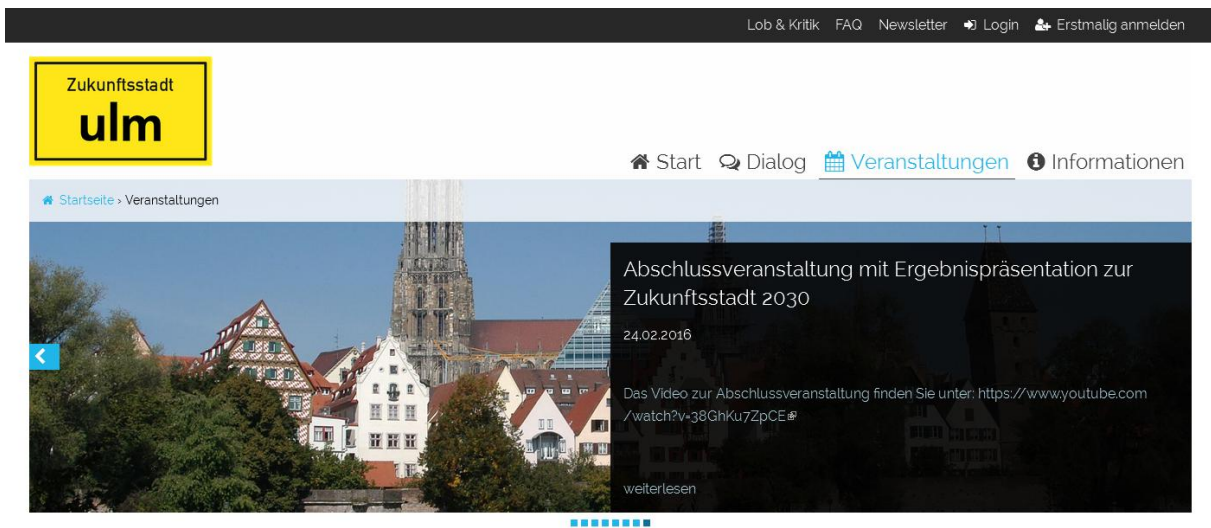 Lob & Kritik FAQ Newsletter Login Erstmalig anmelden
Zukunftsstadt
ulm
Start Dialog Veranstaltungen Informationen
Startseite › Veranstaltungen
Abschlussveranstaltung mit Ergebnispräsentation zur
Zukunftsstadt 2030
24.02.2016
Das Video zur Abschlussveranstaltung finden Sie unter: https://www.youtube.com
/watch?v=38GhKu7ZpCE
weiterlesen